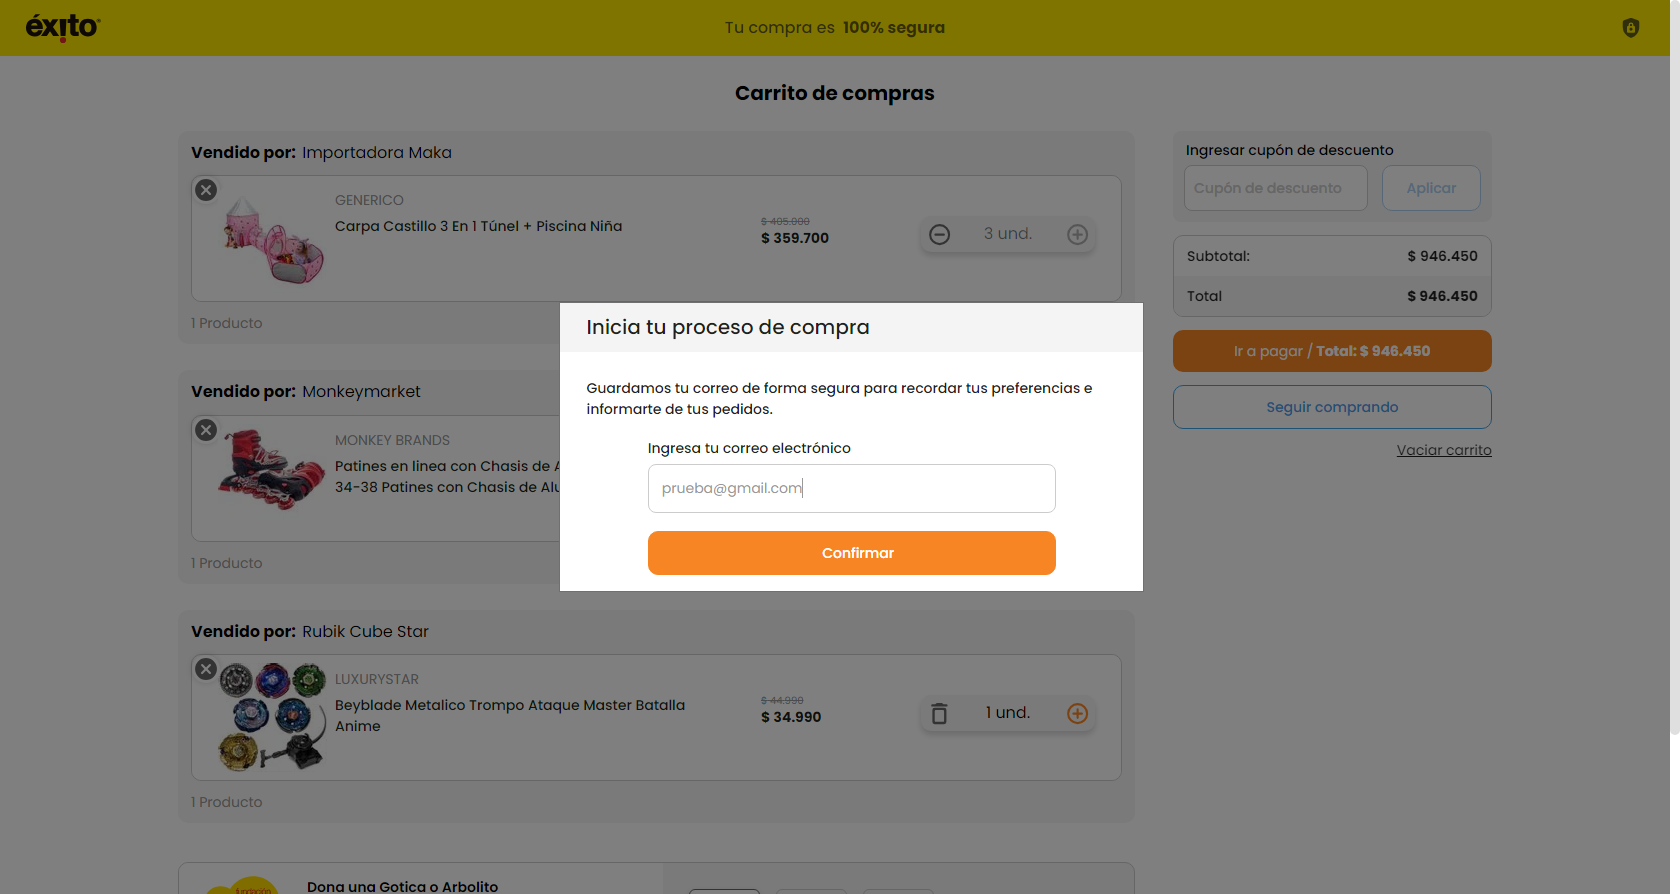 éxito
Tu compra es 100% segura
Carrito de compras
Vendido por: Importadora Maka
GENERICO
Carpa Castillo 3 En 1 Túnel + Piscina Niña
$ 405.000
$ 359.700
3 und.
1 Producto
Vendido por: Monkeymarket
MONKEY BRANDS
Patines en linea con Chasis de A
34-38 Patines con Chasis de Alu
1 Producto
Vendido por: Rubik Cube Star
LUXURYSTAR
Beyblade Metalico Trompo Ataque Master Batalla
Anime
$ 44.990
$ 34.990
1 und.
1 Producto
fundación
Dona una Gotica o Arbolito
Ingresar cupón de descuento
Cupón de descuento
Aplicar
Subtotal: $ 946.450
Total $ 946.450
Ir a pagar / Total: $ 946.450
Seguir comprando
Vaciar carrito
Inicia tu proceso de compra
Guardamos tu correo de forma segura para recordar tus preferencias e
informarte de tus pedidos.
Ingresa tu correo electrónico
prueba@gmail.com
Confirmar